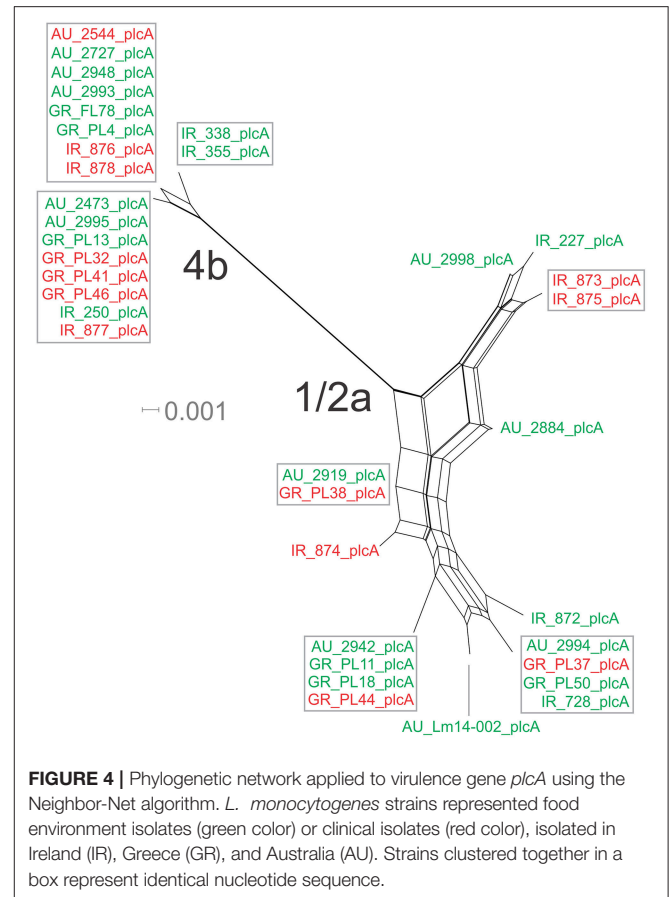 AU_2544_plcA
AU_2727_plcA
AU_2948_plcA
AU_2993_plcA
GR_FL78_plcA
GR_PL4_plcA
IR_876_plcA
IR_878_plcA
IR_338_plcA
IR_355_plcA
AU_2473_plcA
AU_2995_plcA
GR_PL13_plcA
GR_PL32_plcA
GR_PL41_plcA
GR_PL46_plcA
IR_250_plcA
IR_877_plcA
4b
IR_227_plcA
AU_2998_plcA
IR_873_plcA
IR_875_plcA
1/2a
0.001
AU_2884_plcA
AU_2919_plcA
GR_PL38_plcA
IR_874_plcA
IR_872_plcA
AU_2942_plcA
GR_PL11_plcA
GR_PL18_plcA
GR_PL44_plcA
AU_2994_plcA
GR_PL37_plcA
GR_PL50_plcA
IR_728_plcA
AU_Lm14-002_plcA
FIGURE 4 | Phylogenetic network applied to virulence gene plcA using the
Neighbor-Net algorithm. L. monocytogenes strains represented food
environment isolates (green color) or clinical isolates (red color), isolated in
Ireland (IR), Greece (GR), and Australia (AU). Strains clustered together in a
box represent identical nucleotide sequence.